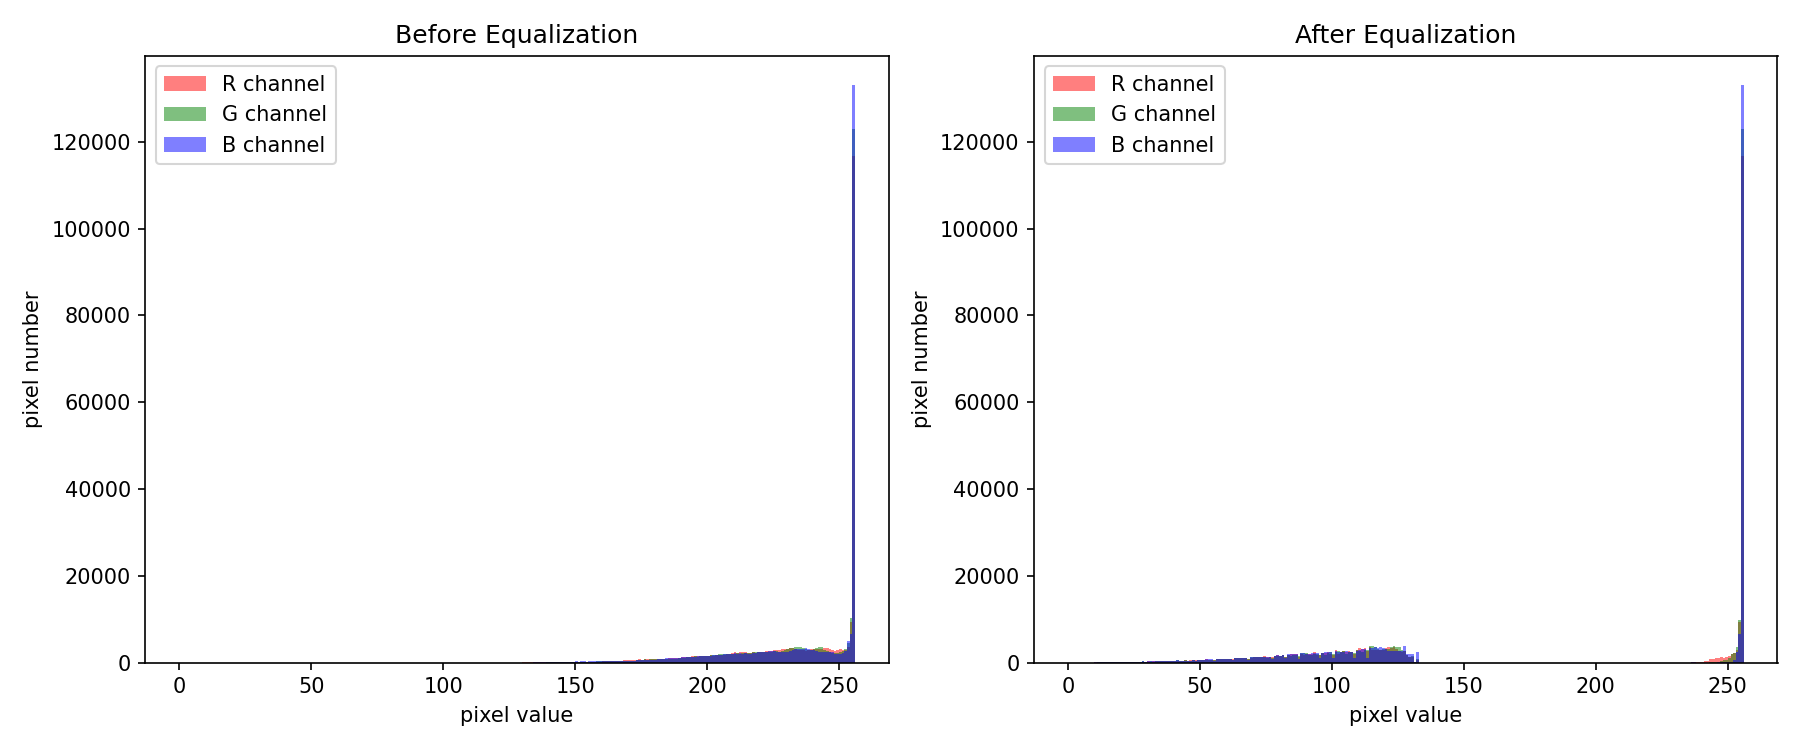 Before Equalization
R channel
G channel
B channel
120000
100000
80000
60000
40000
20000
0
pixel number
0 50 100 150 200 250
pixel value
After Equalization
R channel
G channel
B channel
120000
100000
80000
60000
40000
20000
0
pixel number
0 50 100 150 200 250
pixel value